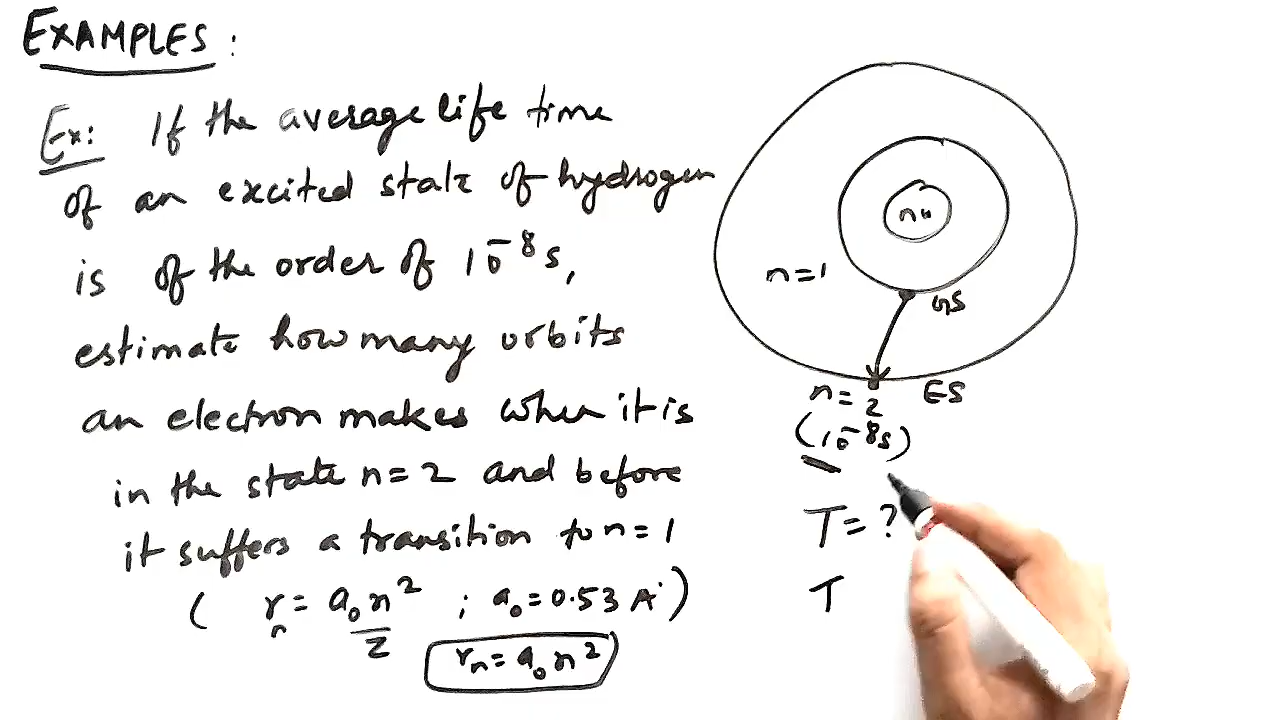 EXAMPLES :
Ex: If the average life time
of an excited state of hydrogen
is of the order of 10⁻⁸ s,
estimate how many orbits
an electron makes when it is
in the state n = 2 and before
it suffers a transition to n = 1
( rₙ = a₀n²/Z ; a₀ = 0.53 A° )
rₙ = a₀n²
n = 1
GS
n = 2 ES
(10⁻⁸s)
T = ?
T